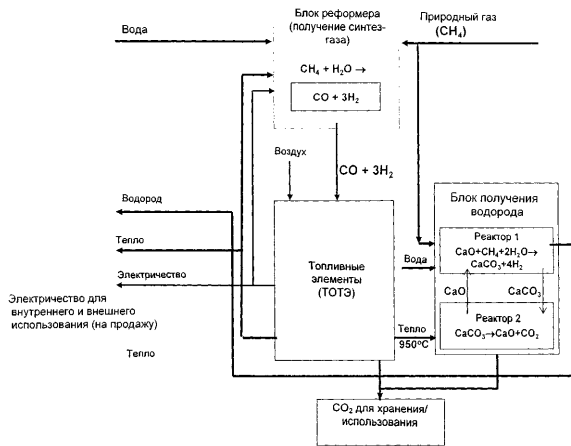 Блок реформера
(получение синтез-
газа)
CH4 + H2O →
CO + 3H2
Вода
Природный газ
(CH4)
Воздух
CO + 3H2
Водород
Тепло
Электричество
Электричество для
внутреннего и внешнего
использования (на продажу)
Тепло
Топливные
элементы
(ТОТЭ)
Вода
Тепло
950°C
Блок получения
водорода
Реактор 1
CaO+CH4+2H2O→
CaCO3+4H2
CaO
CaCO3
Реактор 2
CaCO3→CaO+CO2
CO2 для хранения/
использования